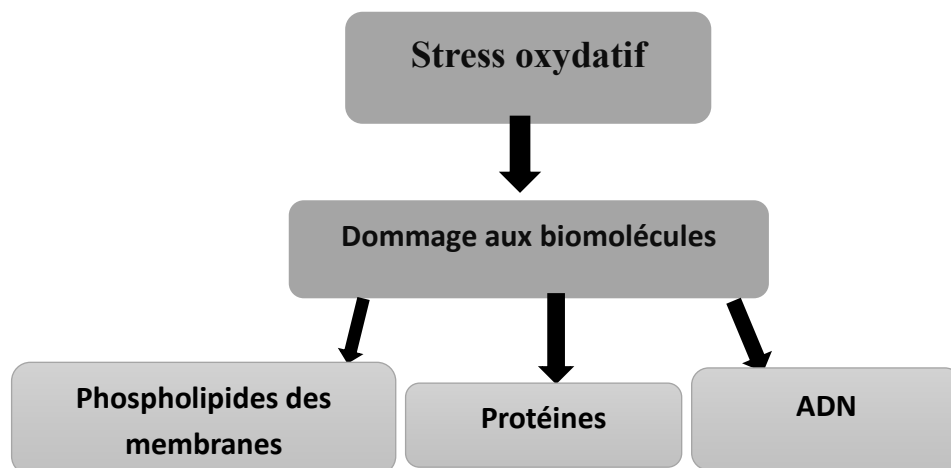 Stress oxydatif
Dommage aux biomolécules
Phospholipides des
membranes
Protéines
ADN